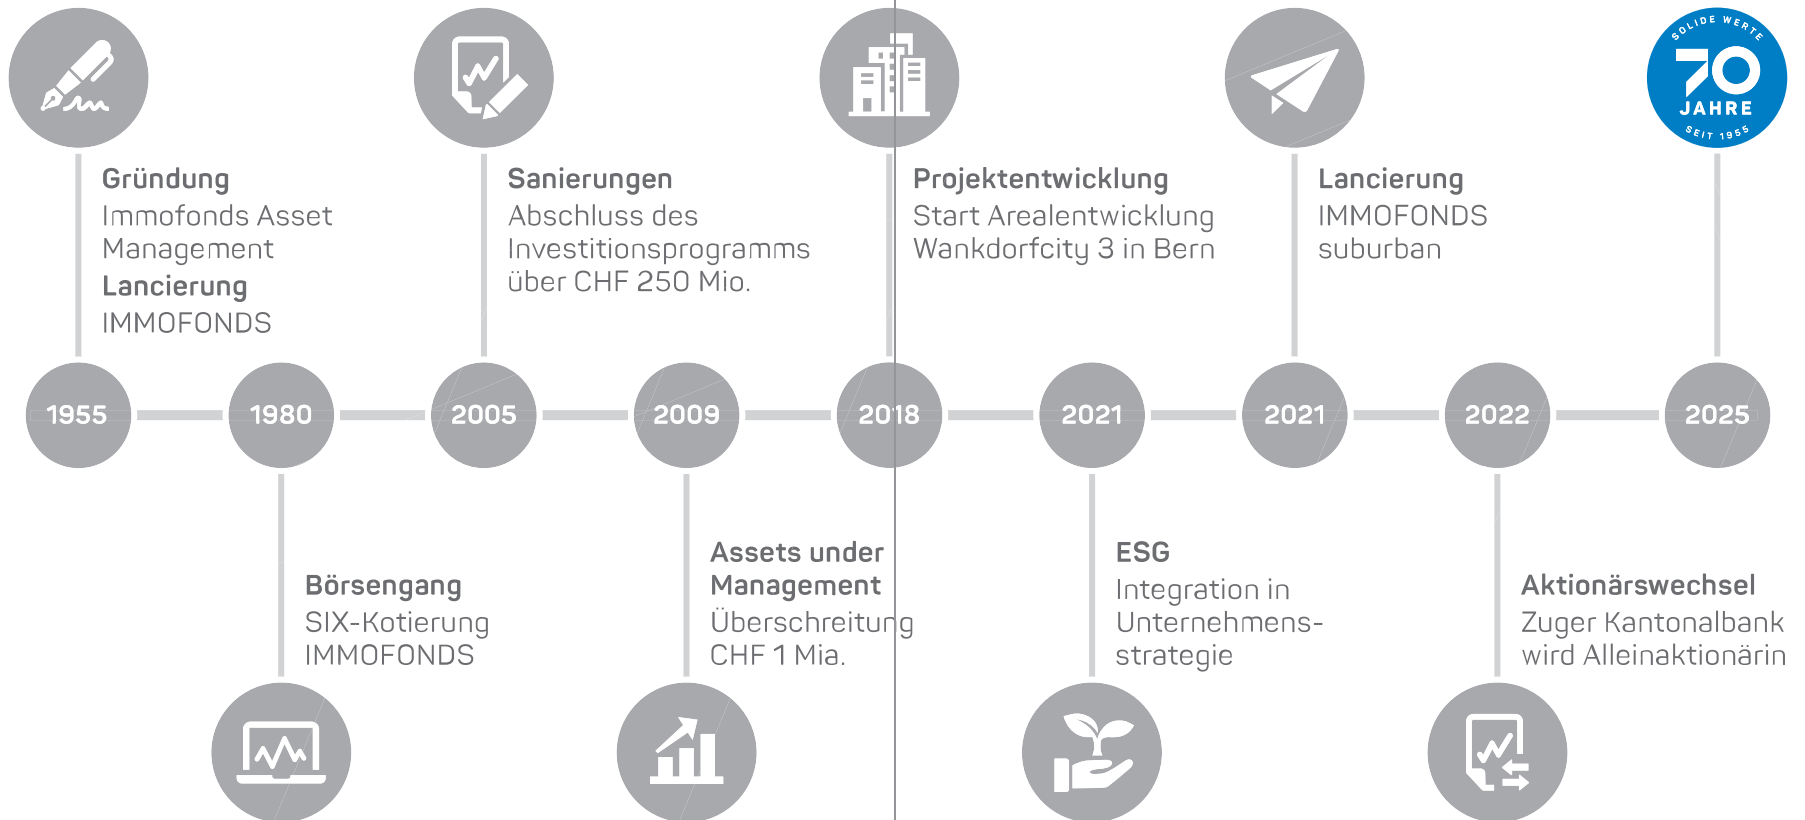 SOLIDE WERTE
70
JAHRE
SEIT 1955
Gründung
Immofonds Asset
Management
Lancierung
IMMOFONDS
Sanierungen
Abschluss des
Investitionsprogramms
über CHF 250 Mio.
Projektentwicklung
Start Arealentwicklung
Wankdorfcity 3 in Bern
Lancierung
IMMOFONDS
suburban
1955
1980
2005
2009
2018
2021
2021
2022
2025
Börsengang
SIX-Kotierung
IMMOFONDS
Assets under
Management
Überschreitung
CHF 1 Mia.
ESG
Integration in
Unternehmens-
strategie
Aktionärswechsel
Zuger Kantonalbank
wird Alleinaktionärin